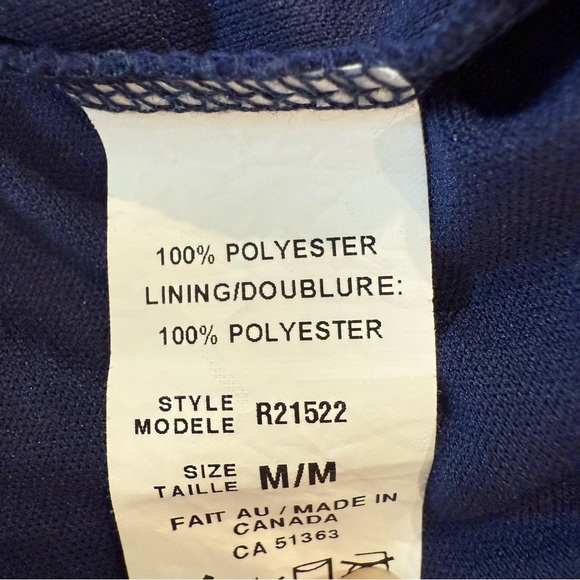 100% POLYESTER
LINING/DOUBLURE:
100% POLYESTER
STYLE
MODELE R21522
SIZE
TAILLE M/M
FAIT AU / MADE IN
CANADA
CA 51363